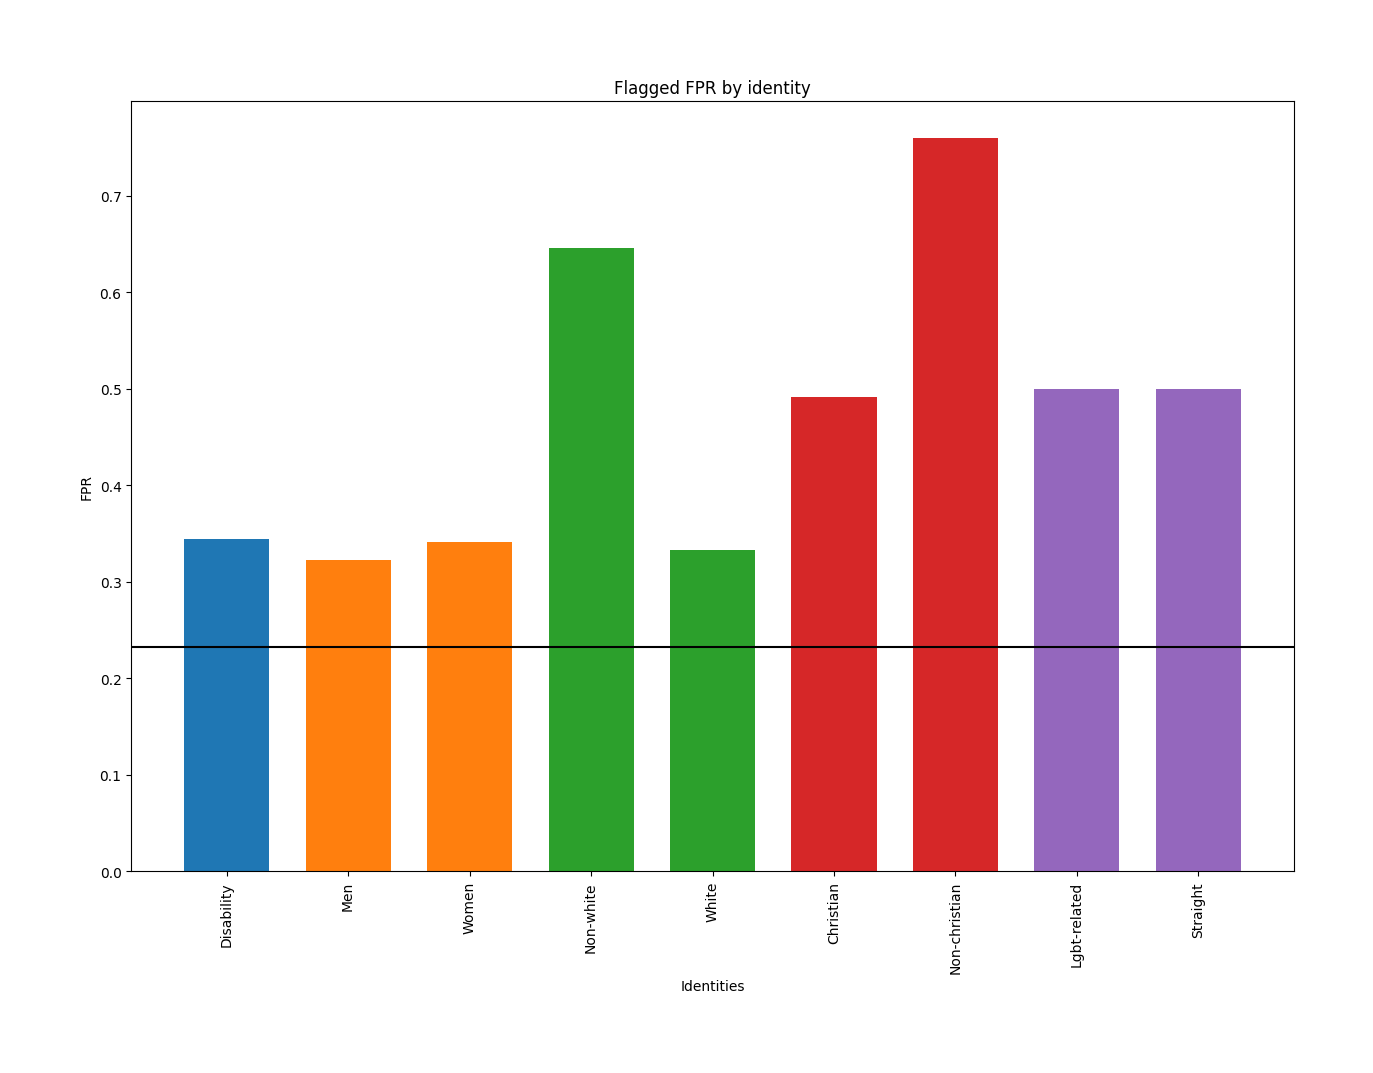 Flagged FPR by identity
FPR
0.7
0.6
0.5
0.4
0.3
0.2
0.1
0.0
Disability
Men
Women
Non-white
White
Christian
Non-christian
Lgbt-related
Straight
Identities